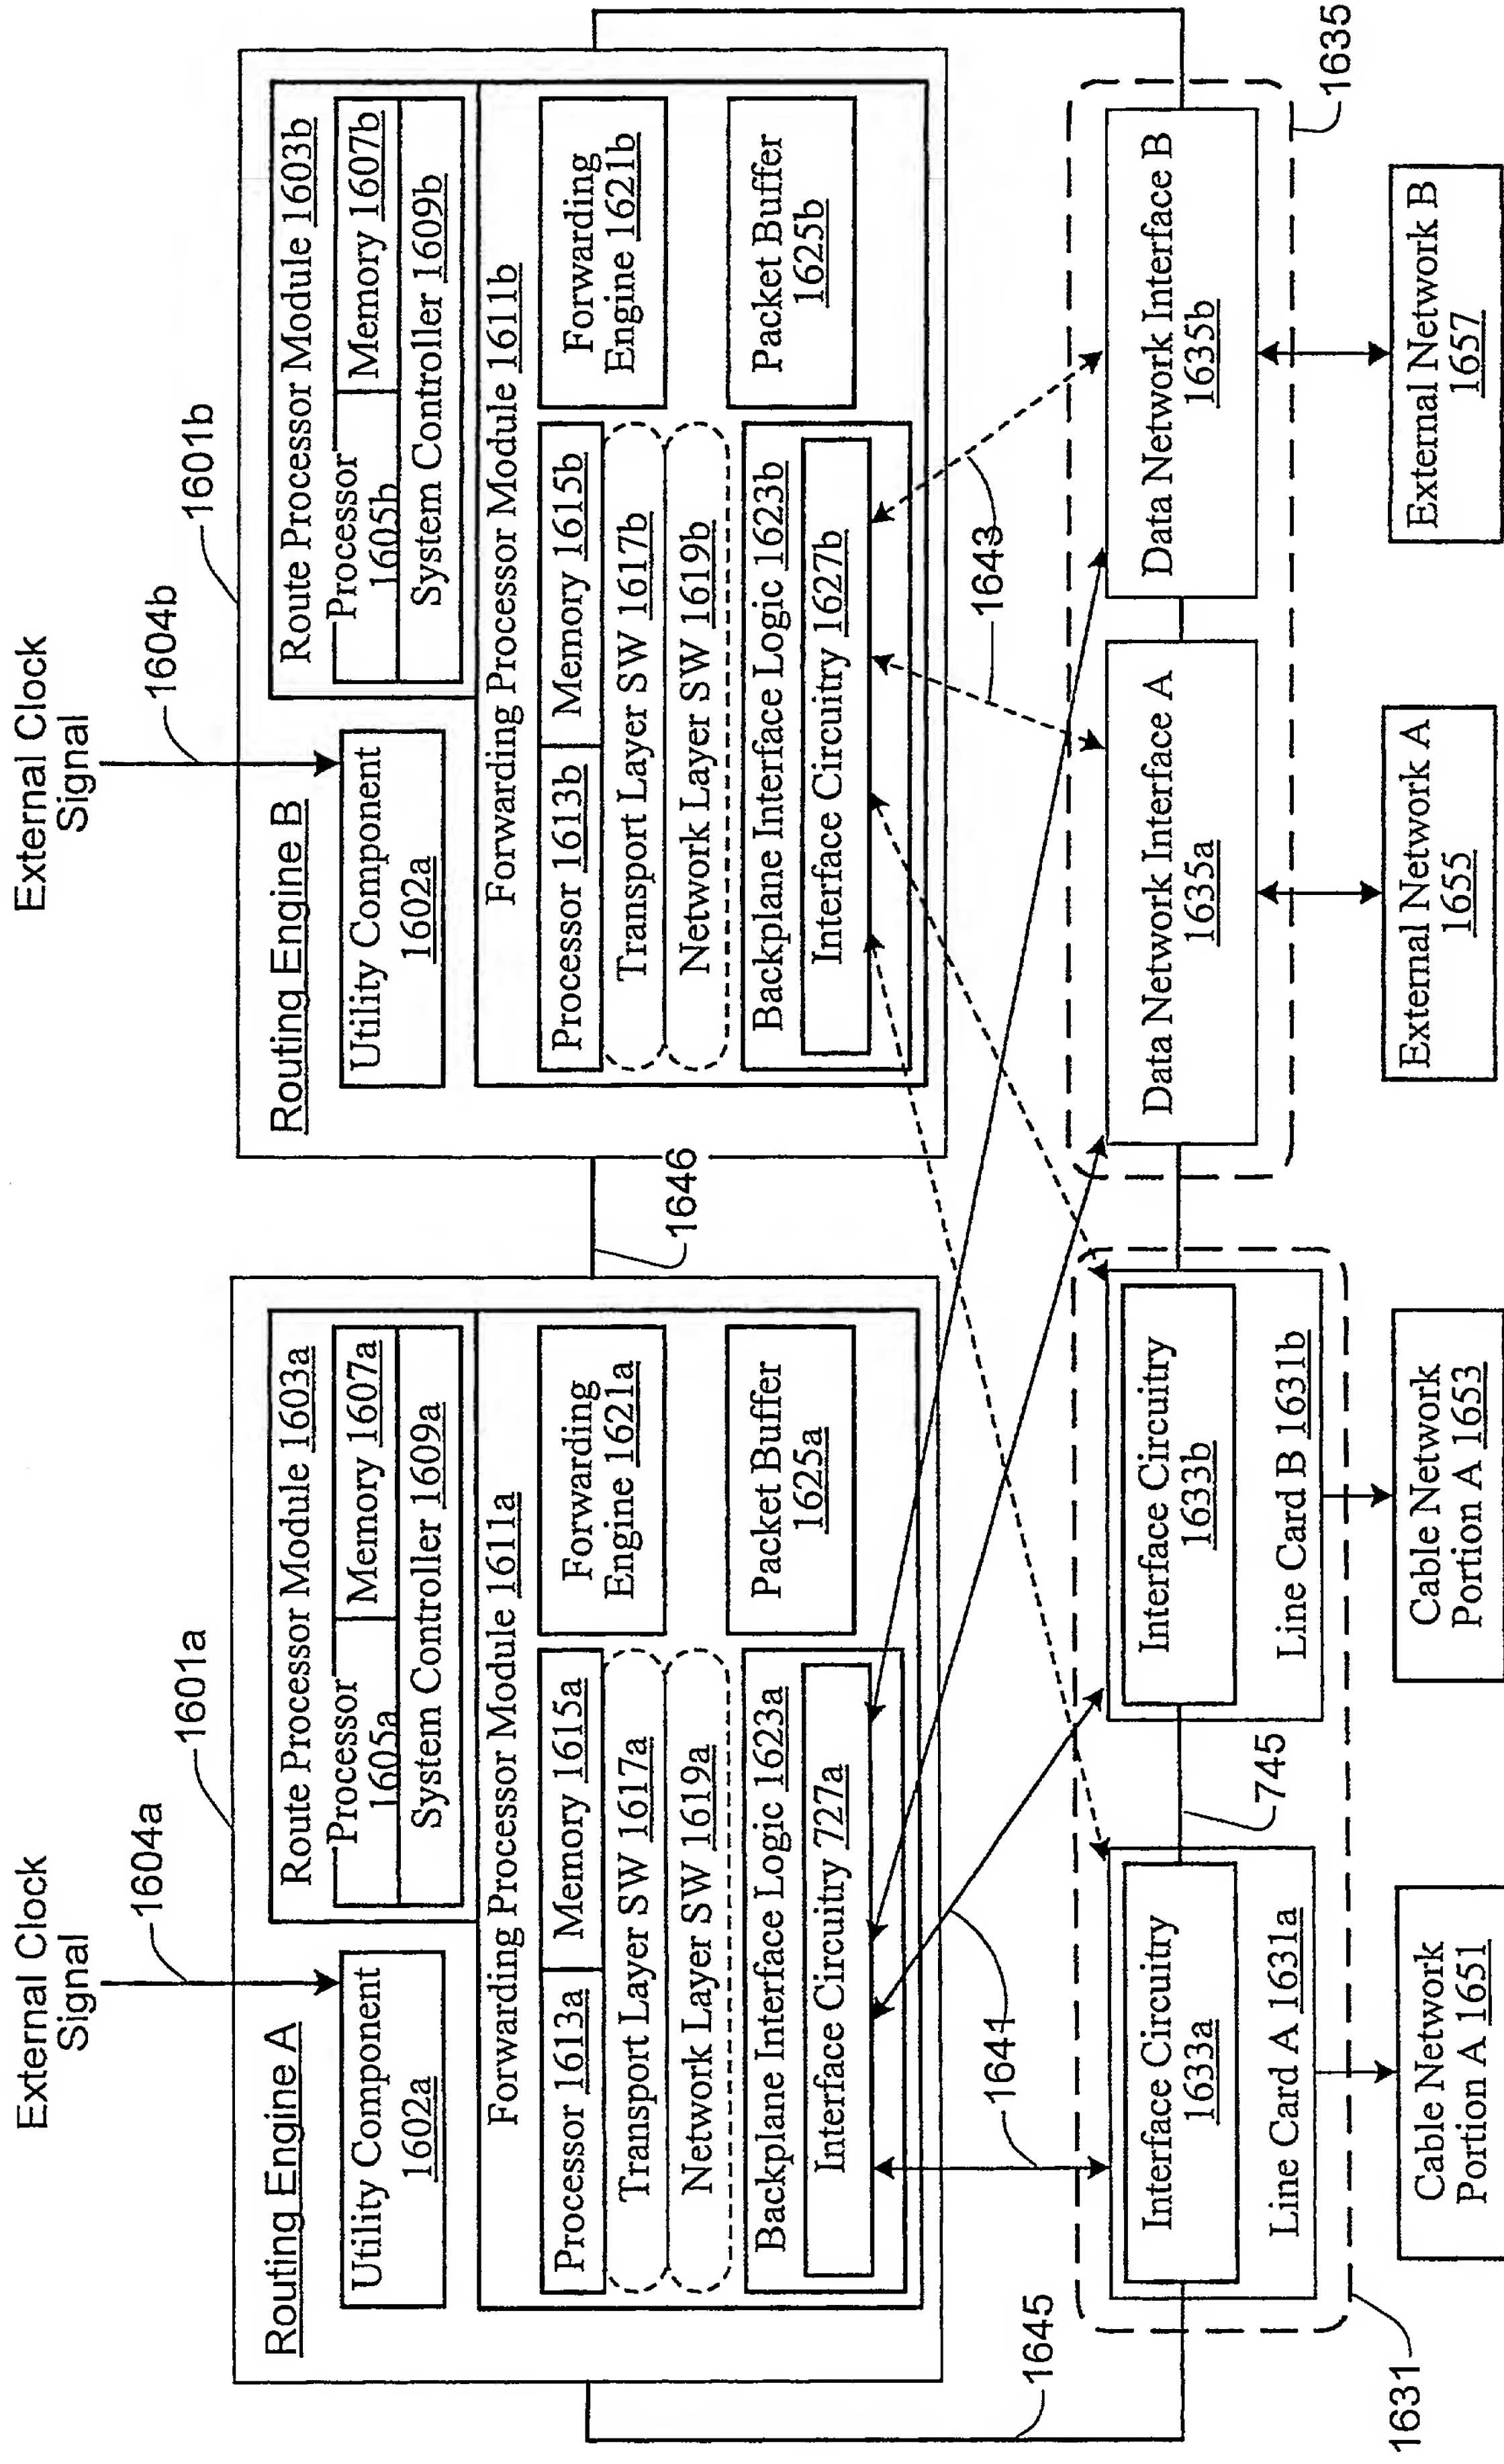 External Clock
Signal
1604a
1601a
Routing Engine A
Utility Component
1602a
Route Processor Module 1603a
Processor
1605a
Memory 1607a
System Controller 1609a
Forwarding Processor Module 1611a
Processor 1613a
Memory 1615a
Transport Layer SW 1617a
Network Layer SW 1619a
Forwarding
Engine 1621a
Backplane Interface Logic 1623a
Interface Circuitry 727a
Packet Buffer
1625a
External Clock
Signal
1604b
1601b
Routing Engine B
Utility Component
1602a
Route Processor Module 1603b
Processor
1605b
Memory 1607b
System Controller 1609b
Forwarding Processor Module 1611b
Processor 1613b
Memory 1615b
Transport Layer SW 1617b
Network Layer SW 1619b
Forwarding
Engine 1621b
Backplane Interface Logic 1623b
Interface Circuitry 1627b
Packet Buffer
1625b
1646
1645
1641
1643
Interface Circuitry
1633a
Line Card A 1631a
745
Interface Circuitry
1633b
Line Card B 1631b
Data Network Interface A
1635a
Data Network Interface B
1635b
1631
1635
Cable Network
Portion A 1651
Cable Network
Portion A 1653
External Network A
1655
External Network B
1657